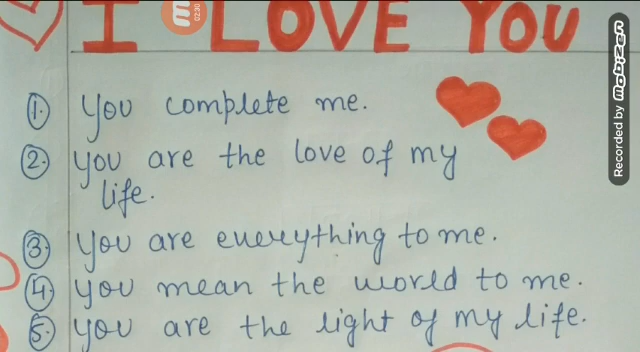 I LOVE YOU
02:30
Recorded by mobizen
1. You complete me.
2. You are the love of my
life.
3. You are everything to me.
4. You mean the world to me.
5. You are the light of my life.